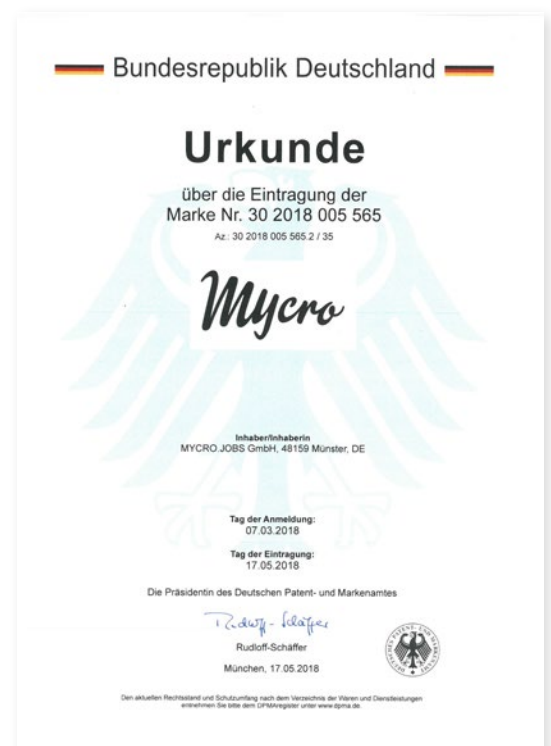 Bundesrepublik Deutschland
Urkunde
über die Eintragung der
Marke Nr. 30 2018 005 565
Az.: 30 2018 005 565.2 / 35
Mycro
Inhaber/Inhaberin
MYCRO.JOBS GmbH, 48159 Münster, DE
Tag der Anmeldung:
07.03.2018
Tag der Eintragung:
17.05.2018
Die Präsidentin des Deutschen Patent- und Markenamtes
Rudloff-Schäffer
Rudloff-Schäffer
München, 17.05.2018
DEUTSCHES PATENT- UND MARKENAMT
Den aktuellen Rechtsstand und Schutzumfang nach dem Verzeichnis der Waren und Dienstleistungen
entnehmen Sie bitte dem DPMAregister unter www.dpma.de.